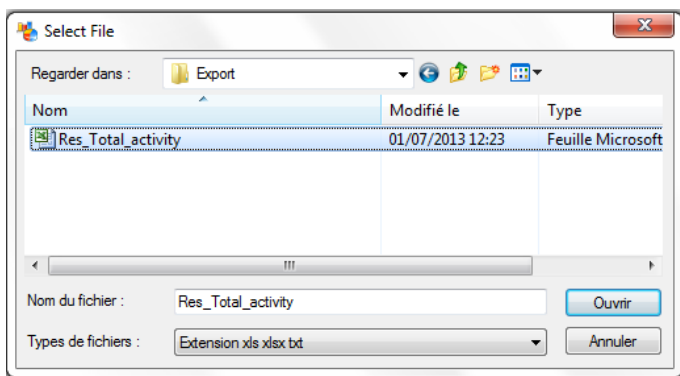 Select File
Regarder dans : Export
Nom Modifié le Type
Res_Total_activity 01/07/2013 12:23 Feuille Microsoft
Nom du fichier : Res_Total_activity Ouvrir
Types de fichiers : Extension xls xlsx txt Annuler